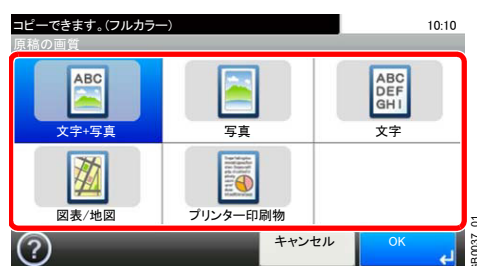 コピーできます。(フルカラー)
10:10
原稿の画質
ABC
ABC
DEF
GHI
文字+写真
写真
文字
図表/地図
プリンター印刷物
?
キャンセル
OK